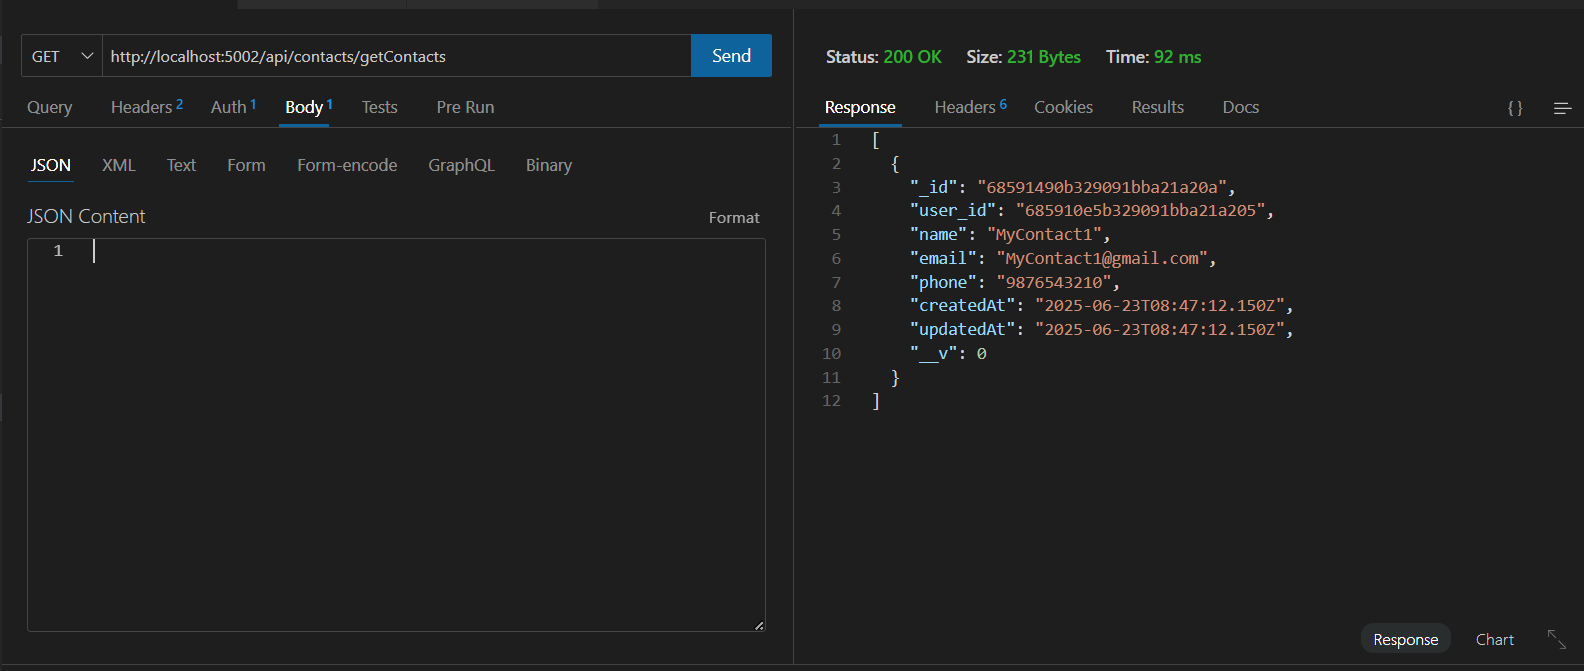 GET http://localhost:5002/api/contacts/getContacts Send
Query Headers 2 Auth 1 Body 1 Tests Pre Run
JSON XML Text Form Form-encode GraphQL Binary
JSON Content Format
1
Status: 200 OK Size: 231 Bytes Time: 92 ms
Response Headers 6 Cookies Results Docs { }
1 [
2 {
3 "_id": "68591490b329091bba21a20a",
4 "user_id": "685910e5b329091bba21a205",
5 "name": "MyContact1",
6 "email": "MyContact1@gmail.com",
7 "phone": "9876543210",
8 "createdAt": "2025-06-23T08:47:12.150Z",
9 "updatedAt": "2025-06-23T08:47:12.150Z",
10 "__v": 0
11 }
12 ]
Response Chart